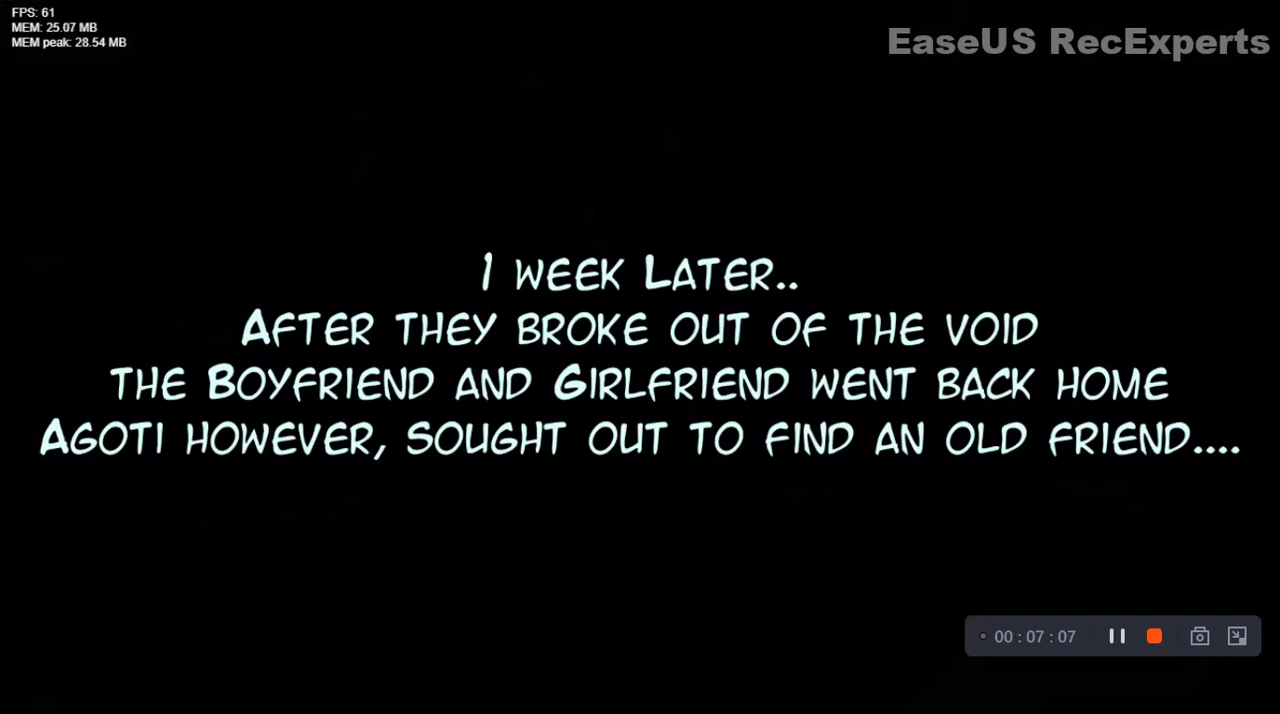 FPS: 61
MEM: 25.07 MB
MEM peak: 28.54 MB
EaseUS RecExperts
1 week Later..
After they broke out of the void
the Boyfriend and Girlfriend went back home
Agoti however, sought out to find an old friend....
00:07:07